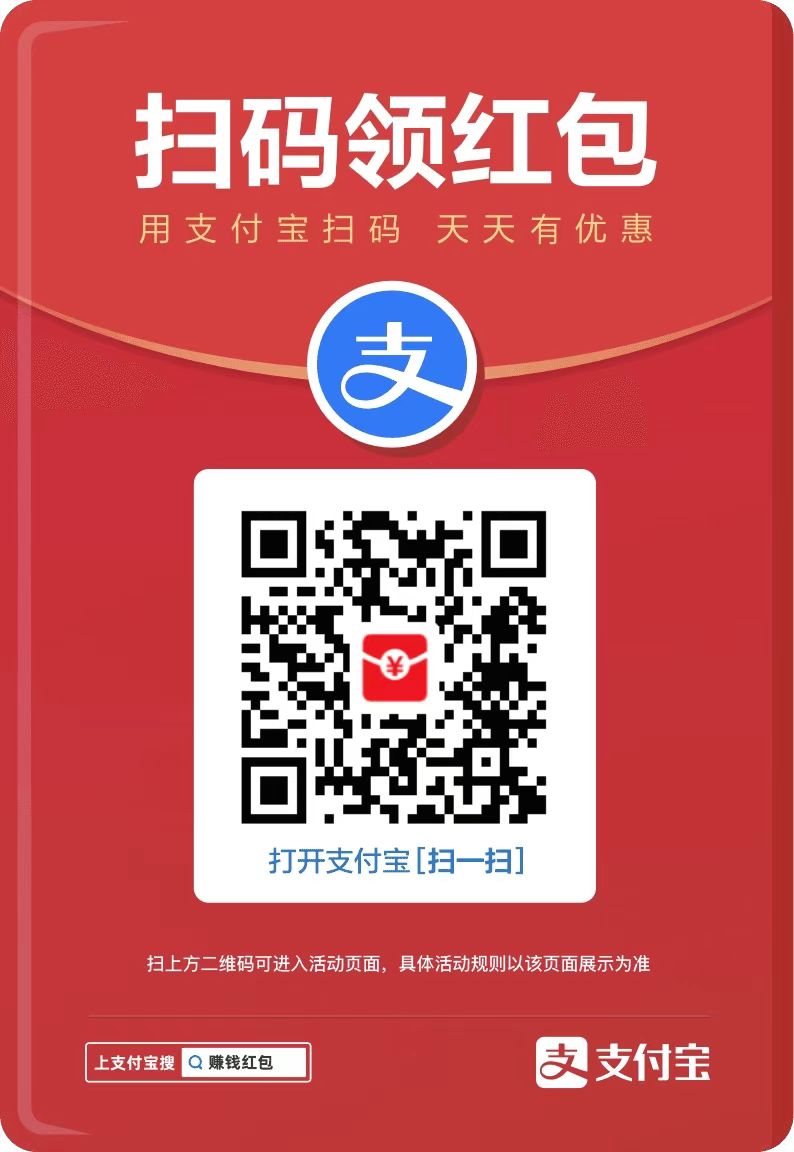 扫码领红包
用支付宝扫码 天天有优惠
支
¥
打开支付宝[扫一扫]
扫上方二维码可进入活动页面，具体活动规则以该页面展示为准
上支付宝搜 赚钱红包
支 支付宝